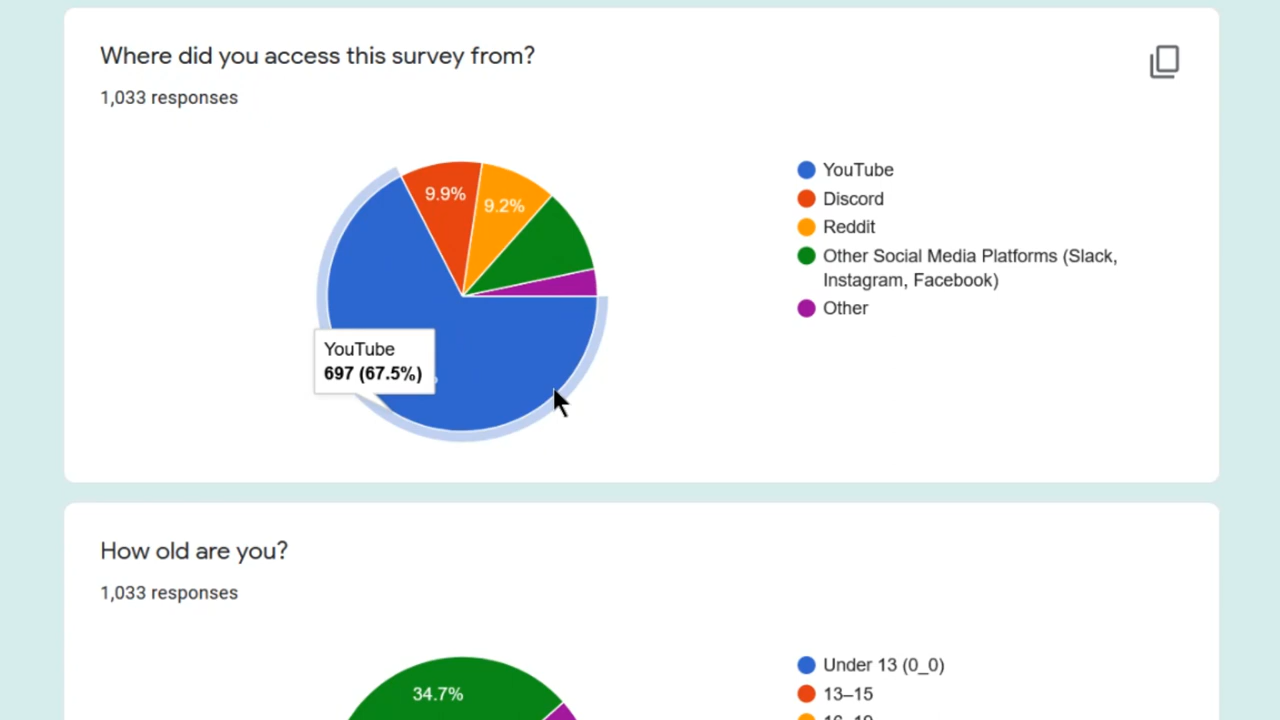 Where did you access this survey from?
1,033 responses
9.9%
9.2%
YouTube
697 (67.5%)
YouTube
Discord
Reddit
Other Social Media Platforms (Slack,
Instagram, Facebook)
Other
How old are you?
1,033 responses
34.7%
Under 13 (0_0)
13–15